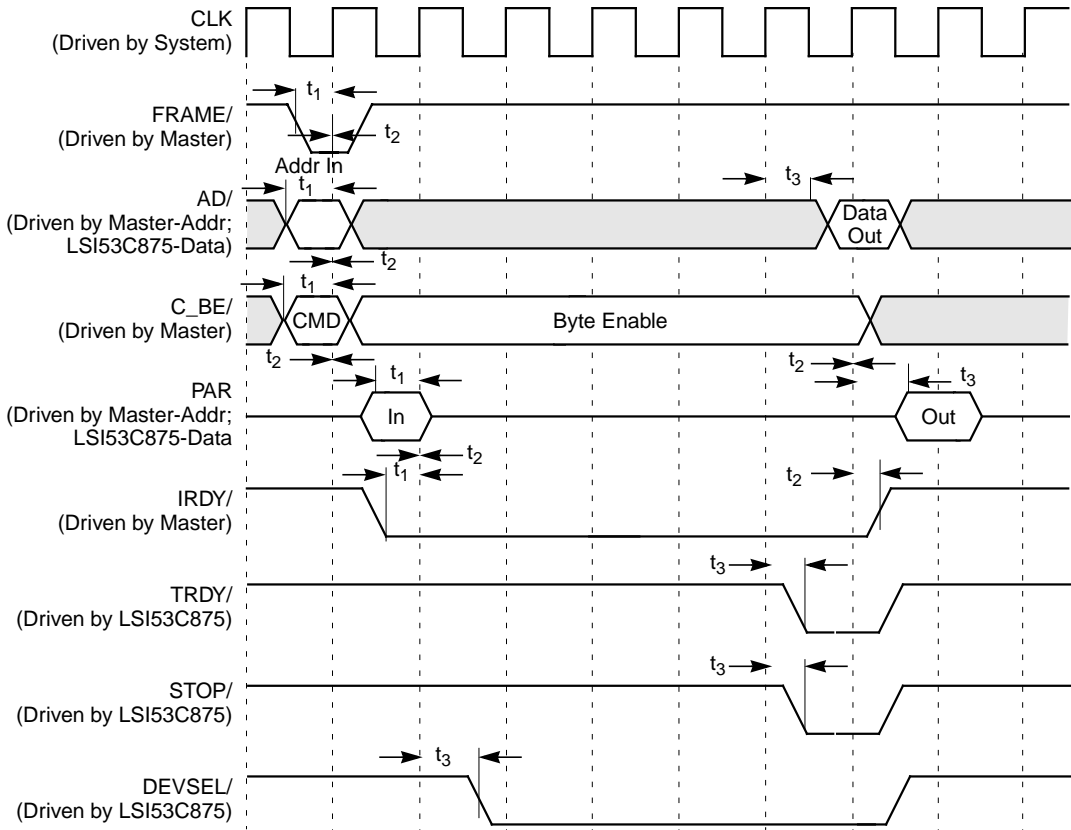 CLK
(Driven by System)
t1
FRAME/
(Driven by Master)
t2
Addr In
t1
t3
AD/
(Driven by Master-Addr;
LSI53C875-Data)
Data
Out
t2
t1
C_BE/
(Driven by Master)
CMD
Byte Enable
t2
t2
t1
t3
PAR
(Driven by Master-Addr;
LSI53C875-Data
In
Out
t2
t1
t2
IRDY/
(Driven by Master)
t3
TRDY/
(Driven by LSI53C875)
t3
STOP/
(Driven by LSI53C875)
t3
DEVSEL/
(Driven by LSI53C875)